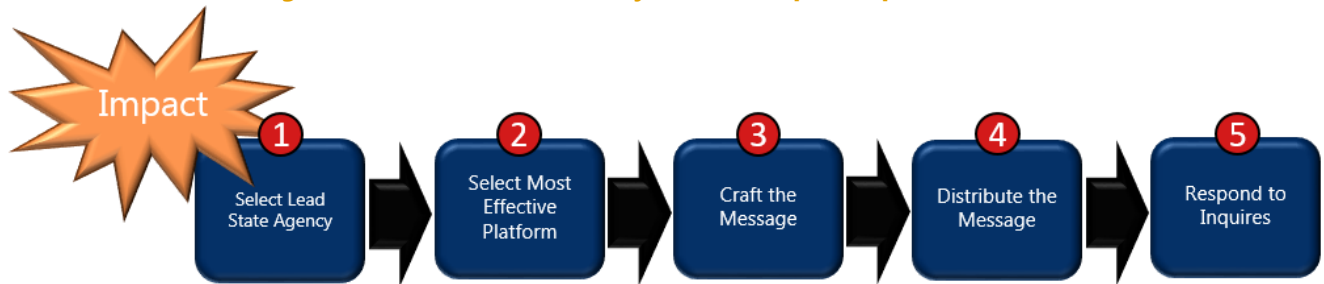 Impact
1
Select Lead
State Agency
2
Select Most
Effective
Platform
3
Craft the
Message
4
Distribute the
Message
5
Respond to
Inquires